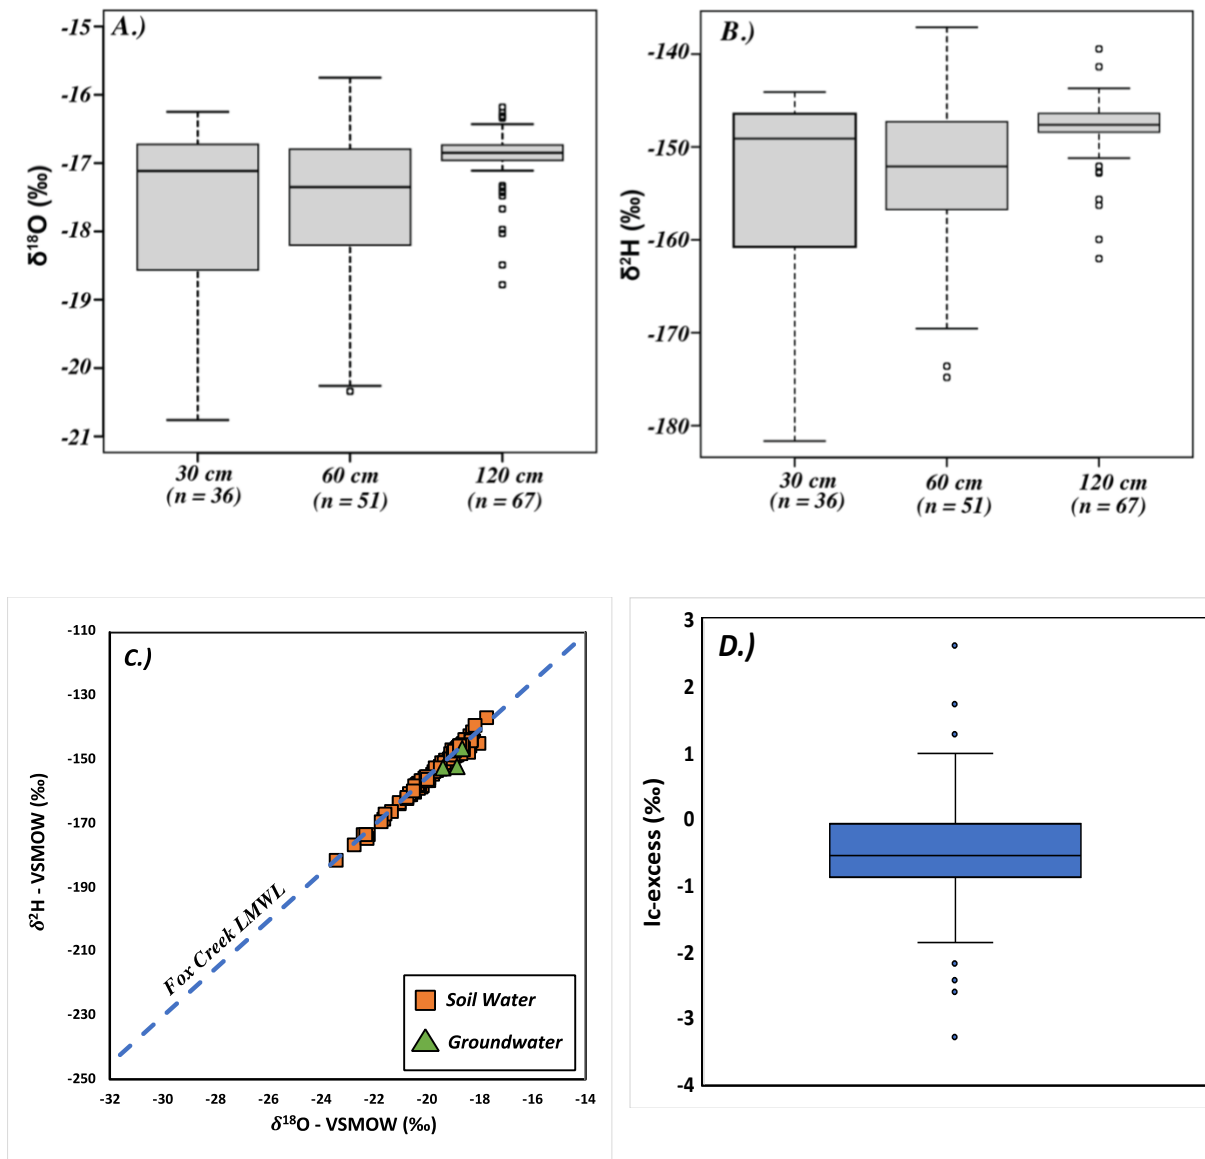 A.)
-15
-16
-17
-18
-19
-20
-21
δ¹⁸O (‰)
30 cm
(n = 36)
60 cm
(n = 51)
120 cm
(n = 67)
B.)
-140
-150
-160
-170
-180
δ²H (‰)
30 cm
(n = 36)
60 cm
(n = 51)
120 cm
(n = 67)
C.)
-110
-130
-150
-170
-190
-210
-230
-250
δ²H - VSMOW (‰)
Fox Creek LMWL
Soil Water
Groundwater
-32 -30 -28 -26 -24 -22 -20 -18 -16 -14
δ¹⁸O - VSMOW (‰)
D.)
3
2
1
0
-1
-2
-3
-4
lc-excess (‰)